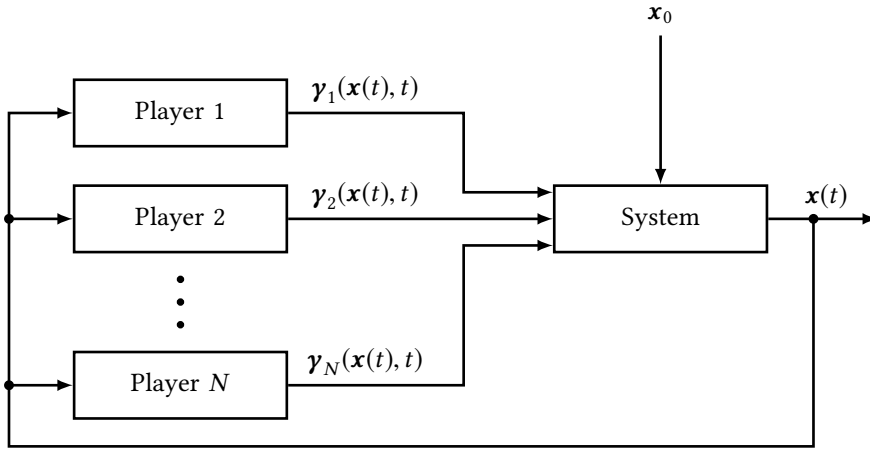 𝒙₀
Player 1
𝜸₁(𝒙(t), t)
Player 2
𝜸₂(𝒙(t), t)
System
𝒙(t)
Player N
𝜸_N(𝒙(t), t)